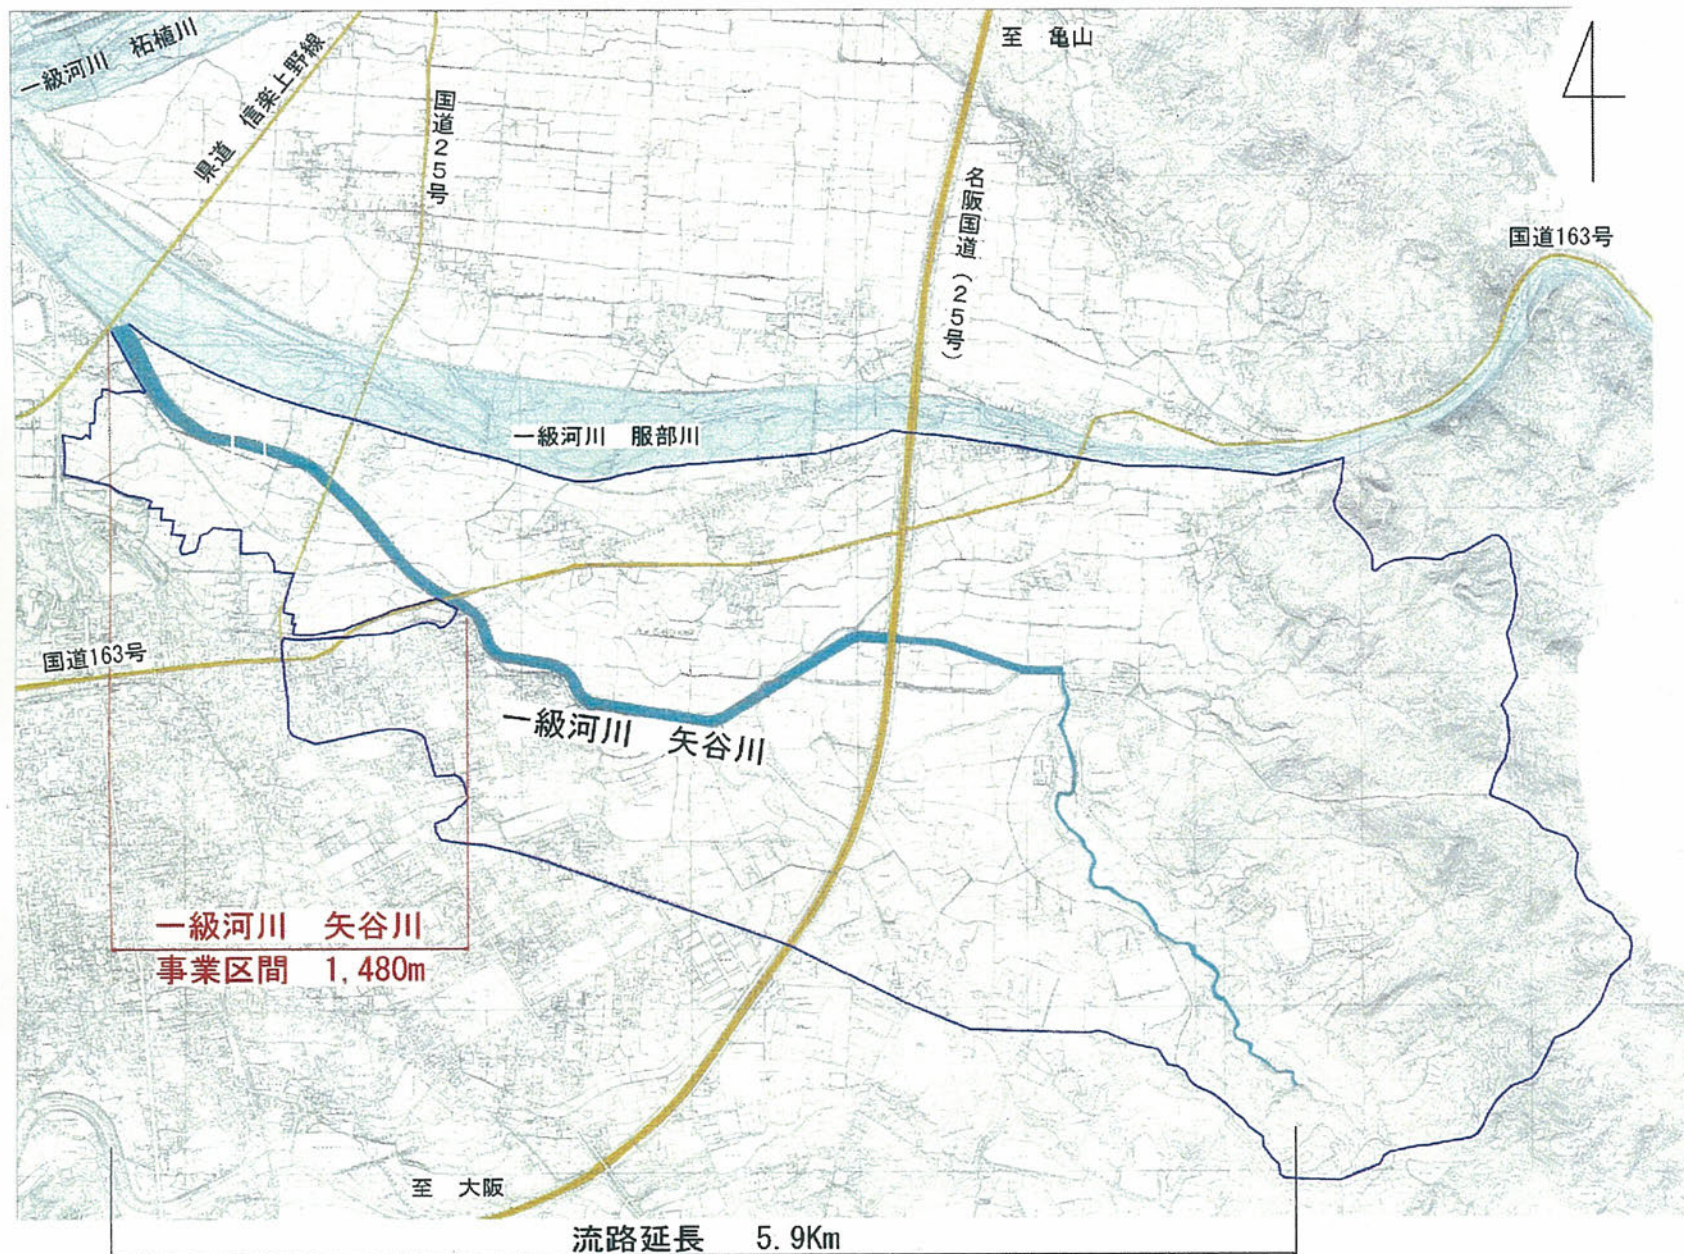 一級河川　柘植川
県道　信楽上野線
国道25号
至　亀山
名阪国道（25号）
国道163号
一級河川　服部川
国道163号
一級河川　矢谷川
一級河川　矢谷川
事業区間　1,480m
至　大阪
流路延長　5.9Km